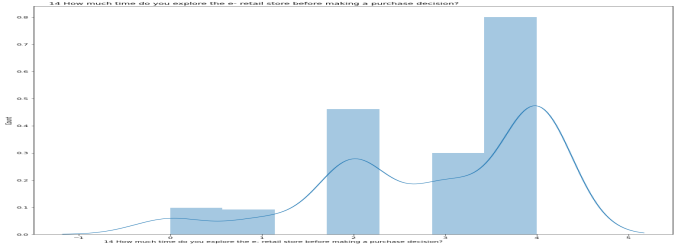 14 How much time do you explore the e- retail store before making a purchase decision?
0.8
0.7
0.6
0.5
0.4
0.3
0.2
0.1
0.0
Count
-1 0 1 2 3 4 5
14 How much time do you explore the e- retail store before making a purchase decision?